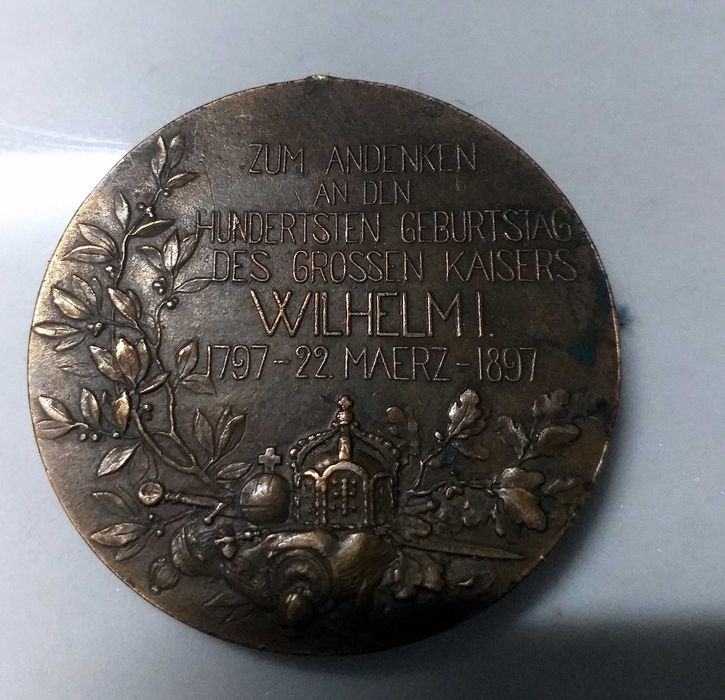 ZUM ANDENKEN
AN DEN
HUNDERTSTEN GEBURTSTAG
DES GROSSEN KAISERS
WILHELM I.
1797 - 22. MAERZ - 1897